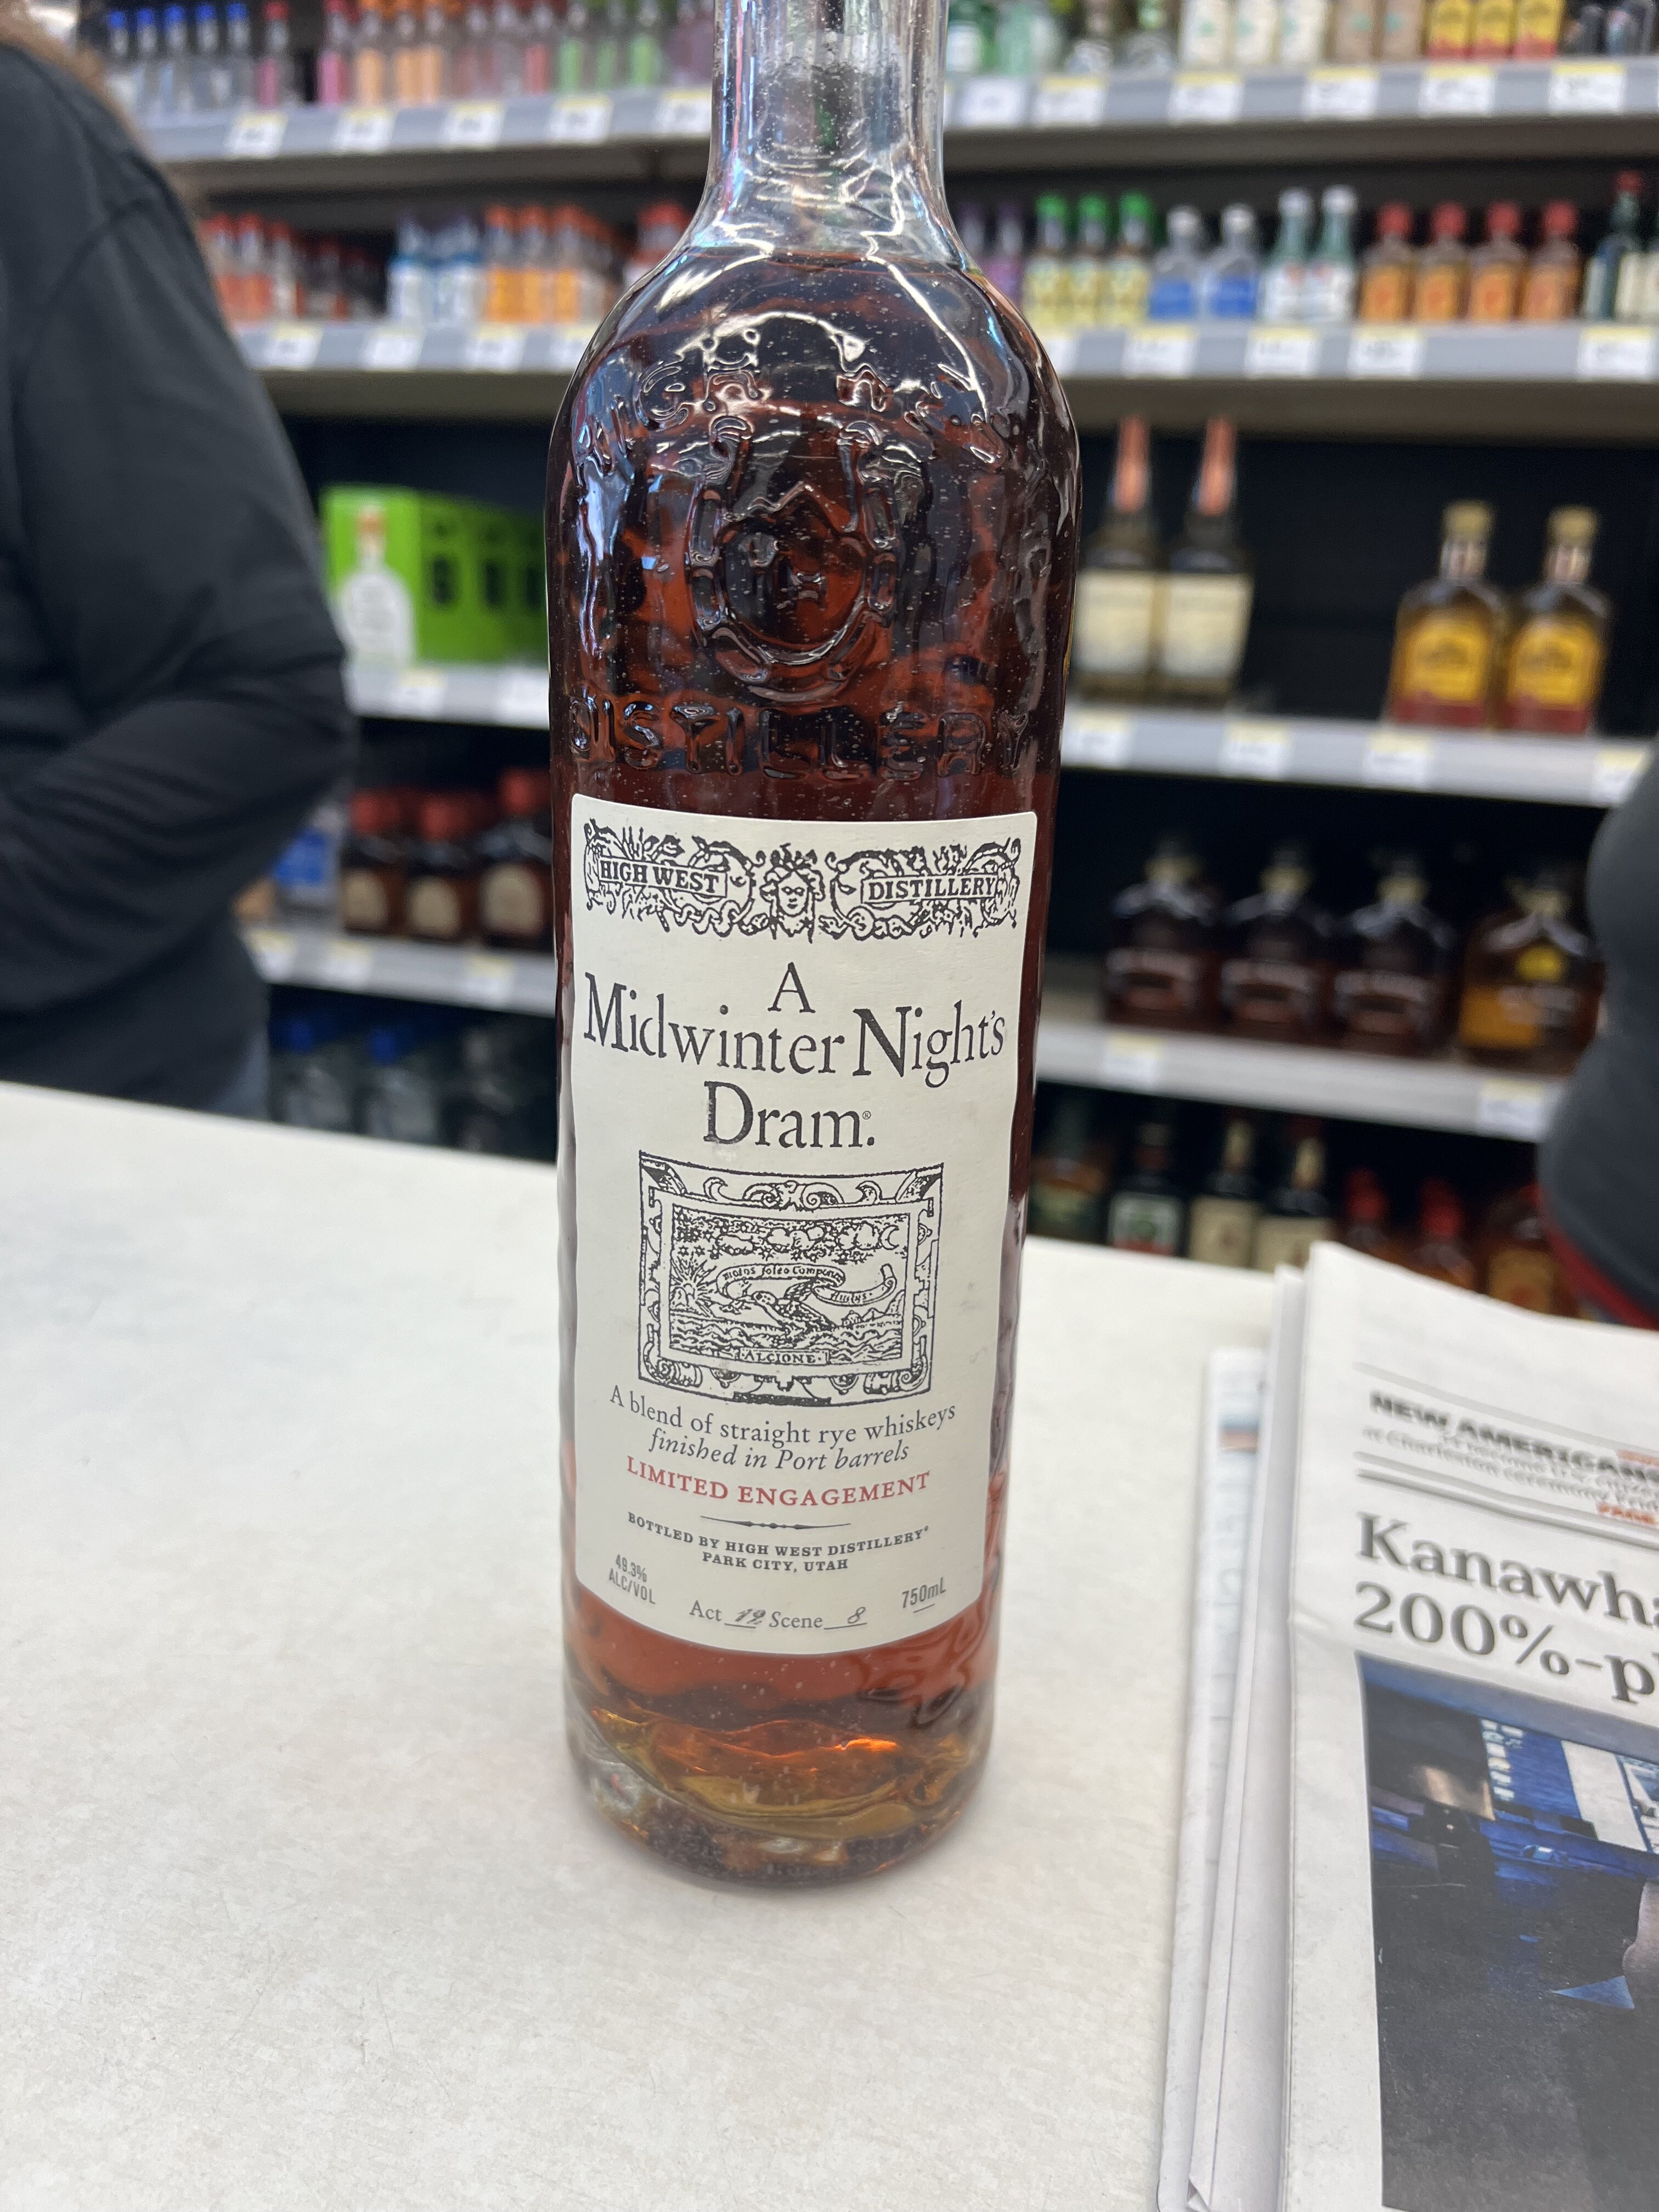 DISTILLERY
HIGH WEST DISTILLERY
A
Midwinter Night's
Dram.®
ALCIONE
A blend of straight rye whiskeys
finished in Port barrels
LIMITED ENGAGEMENT
BOTTLED BY HIGH WEST DISTILLERY®
PARK CITY, UTAH
49.3%
ALC/VOL
Act 12 Scene 8
750mL
NEW AMERICANS
Kanawha
200%-p